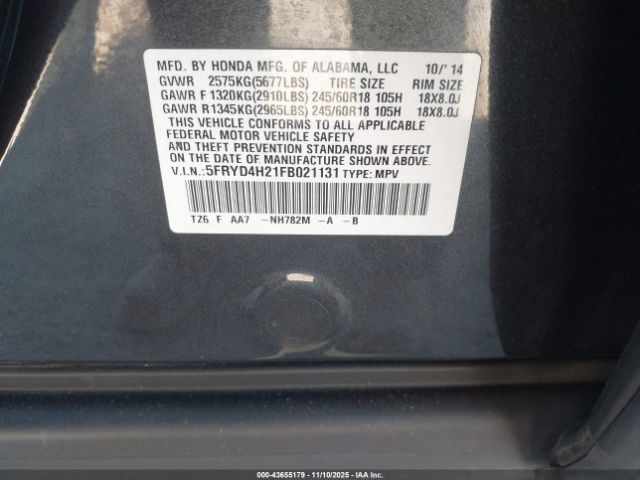 MFD. BY HONDA MFG. OF ALABAMA, LLC 10/'14
GVWR 2575KG(5677LBS) TIRE SIZE RIM SIZE
GAWR F 1320KG(2910LBS) 245/60R18 105H 18X8.0J
GAWR R1345KG(2965LBS) 245/60R18 105H 18X8.0J
THIS VEHICLE CONFORMS TO ALL APPLICABLE
FEDERAL MOTOR VEHICLE SAFETY
AND THEFT PREVENTION STANDARDS IN EFFECT ON
THE DATE OF MANUFACTURE SHOWN ABOVE.
V.I.N.:5FRYD4H21FB021131 TYPE: MPV
TZ6 F AA7 -NH782M -A -B
000-43655179 - 11/10/2025 - IAAI.CA